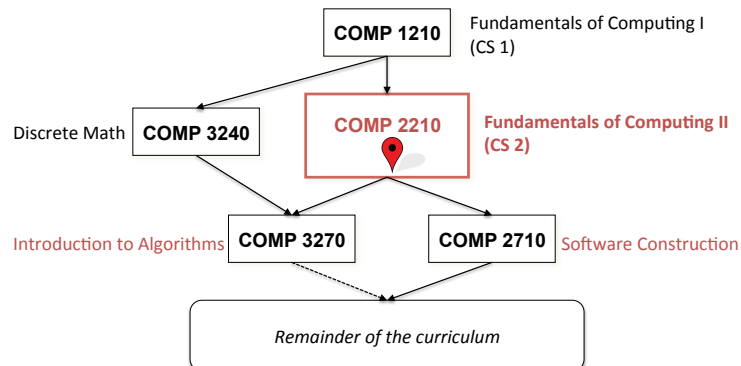 COMP 1210
Fundamentals of Computing I
(CS 1)
Discrete Math
COMP 3240
COMP 2210
Fundamentals of Computing II
(CS 2)
Introduction to Algorithms
COMP 3270
COMP 2710
Software Construction
Remainder of the curriculum